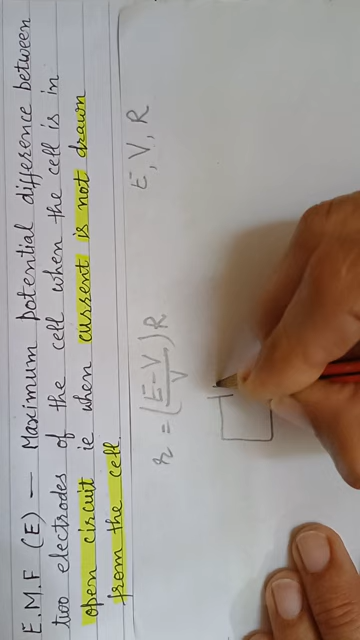 E.M.F (E) — Maximum potential difference between
two electrodes of the cell when the cell is in
open circuit ie when current is not drawn
from the cell.
E, V, R
r = (E-V/V)R